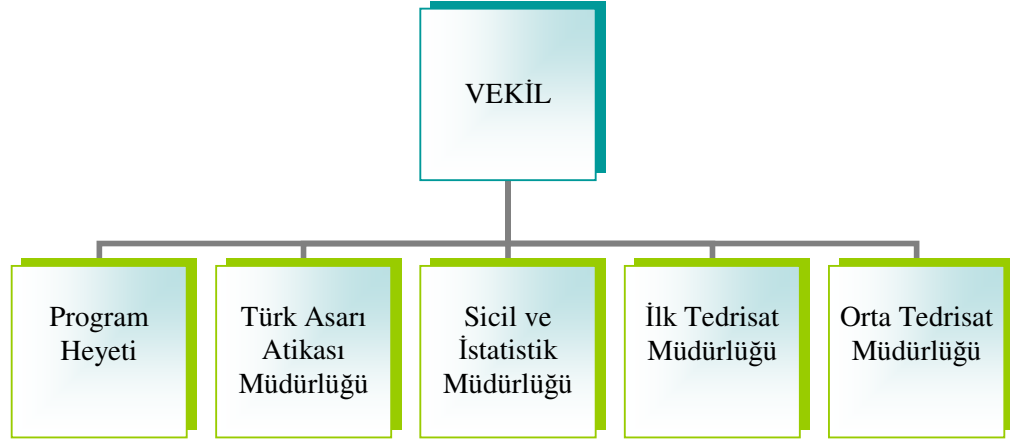 VEKİL
Program
Heyeti
Türk Asarı
Atikası
Müdürlüğü
Sicil ve
İstatistik
Müdürlüğü
İlk Tedrisat
Müdürlüğü
Orta Tedrisat
Müdürlüğü